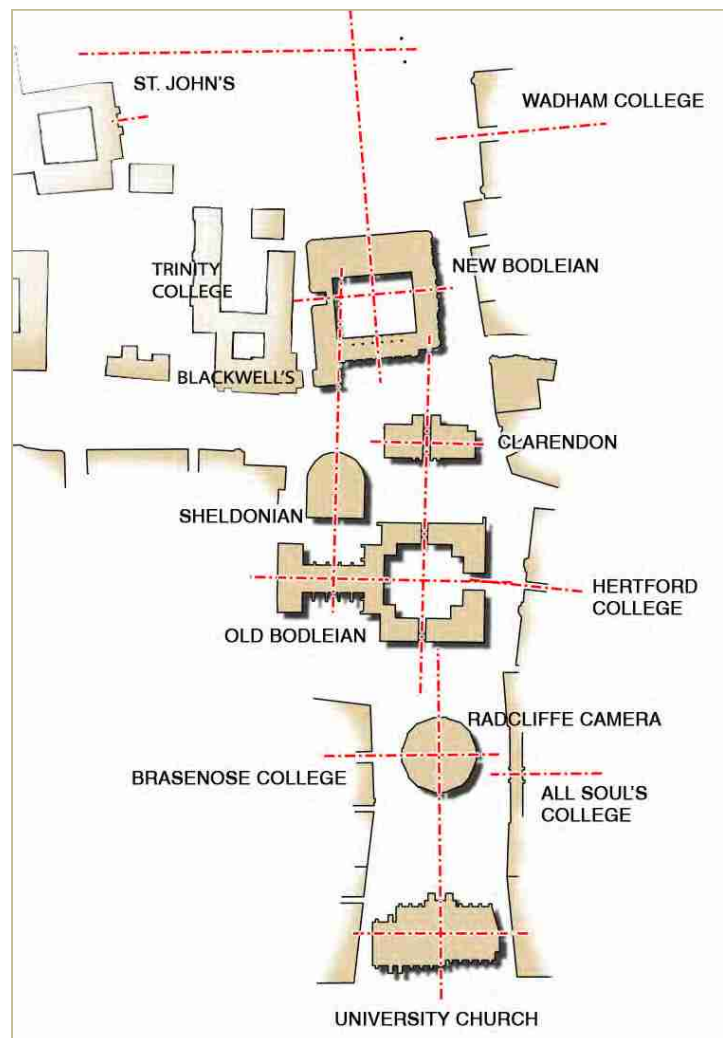 ST. JOHN'S
WADHAM COLLEGE
NEW BODLEIAN
TRINITY
COLLEGE
BLACKWELL'S
CLARENDON
SHELDONIAN
HERTFORD
COLLEGE
OLD BODLEIAN
RADCLIFFE CAMERA
BRASENOSE COLLEGE
ALL SOUL'S
COLLEGE
UNIVERSITY CHURCH